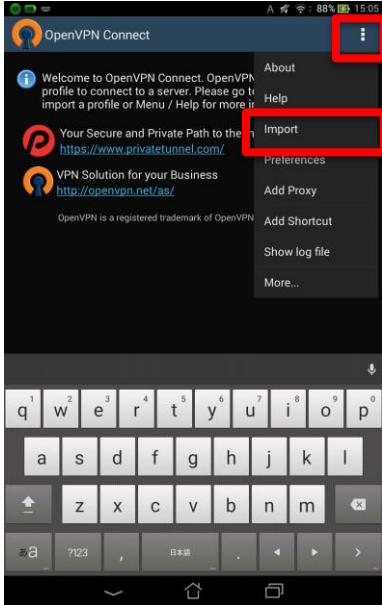 A 88% 15:05
OpenVPN Connect
Welcome to OpenVPN Connect. OpenVPN
profile to connect to a server. Please go to
import a profile or Menu / Help for more in
Your Secure and Private Path to the In
https://www.privatetunnel.com/
VPN Solution for your Business
http://openvpn.net/as/
OpenVPN is a registered trademark of OpenVPN
About
Help
Import
Preferences
Add Proxy
Add Shortcut
Show log file
More...
1 2 3 4 5 6 7 8 9 0
q w e r t y u i o p
a s d f g h j k l
z x c v b n m
あa ?123 , 日本語 .